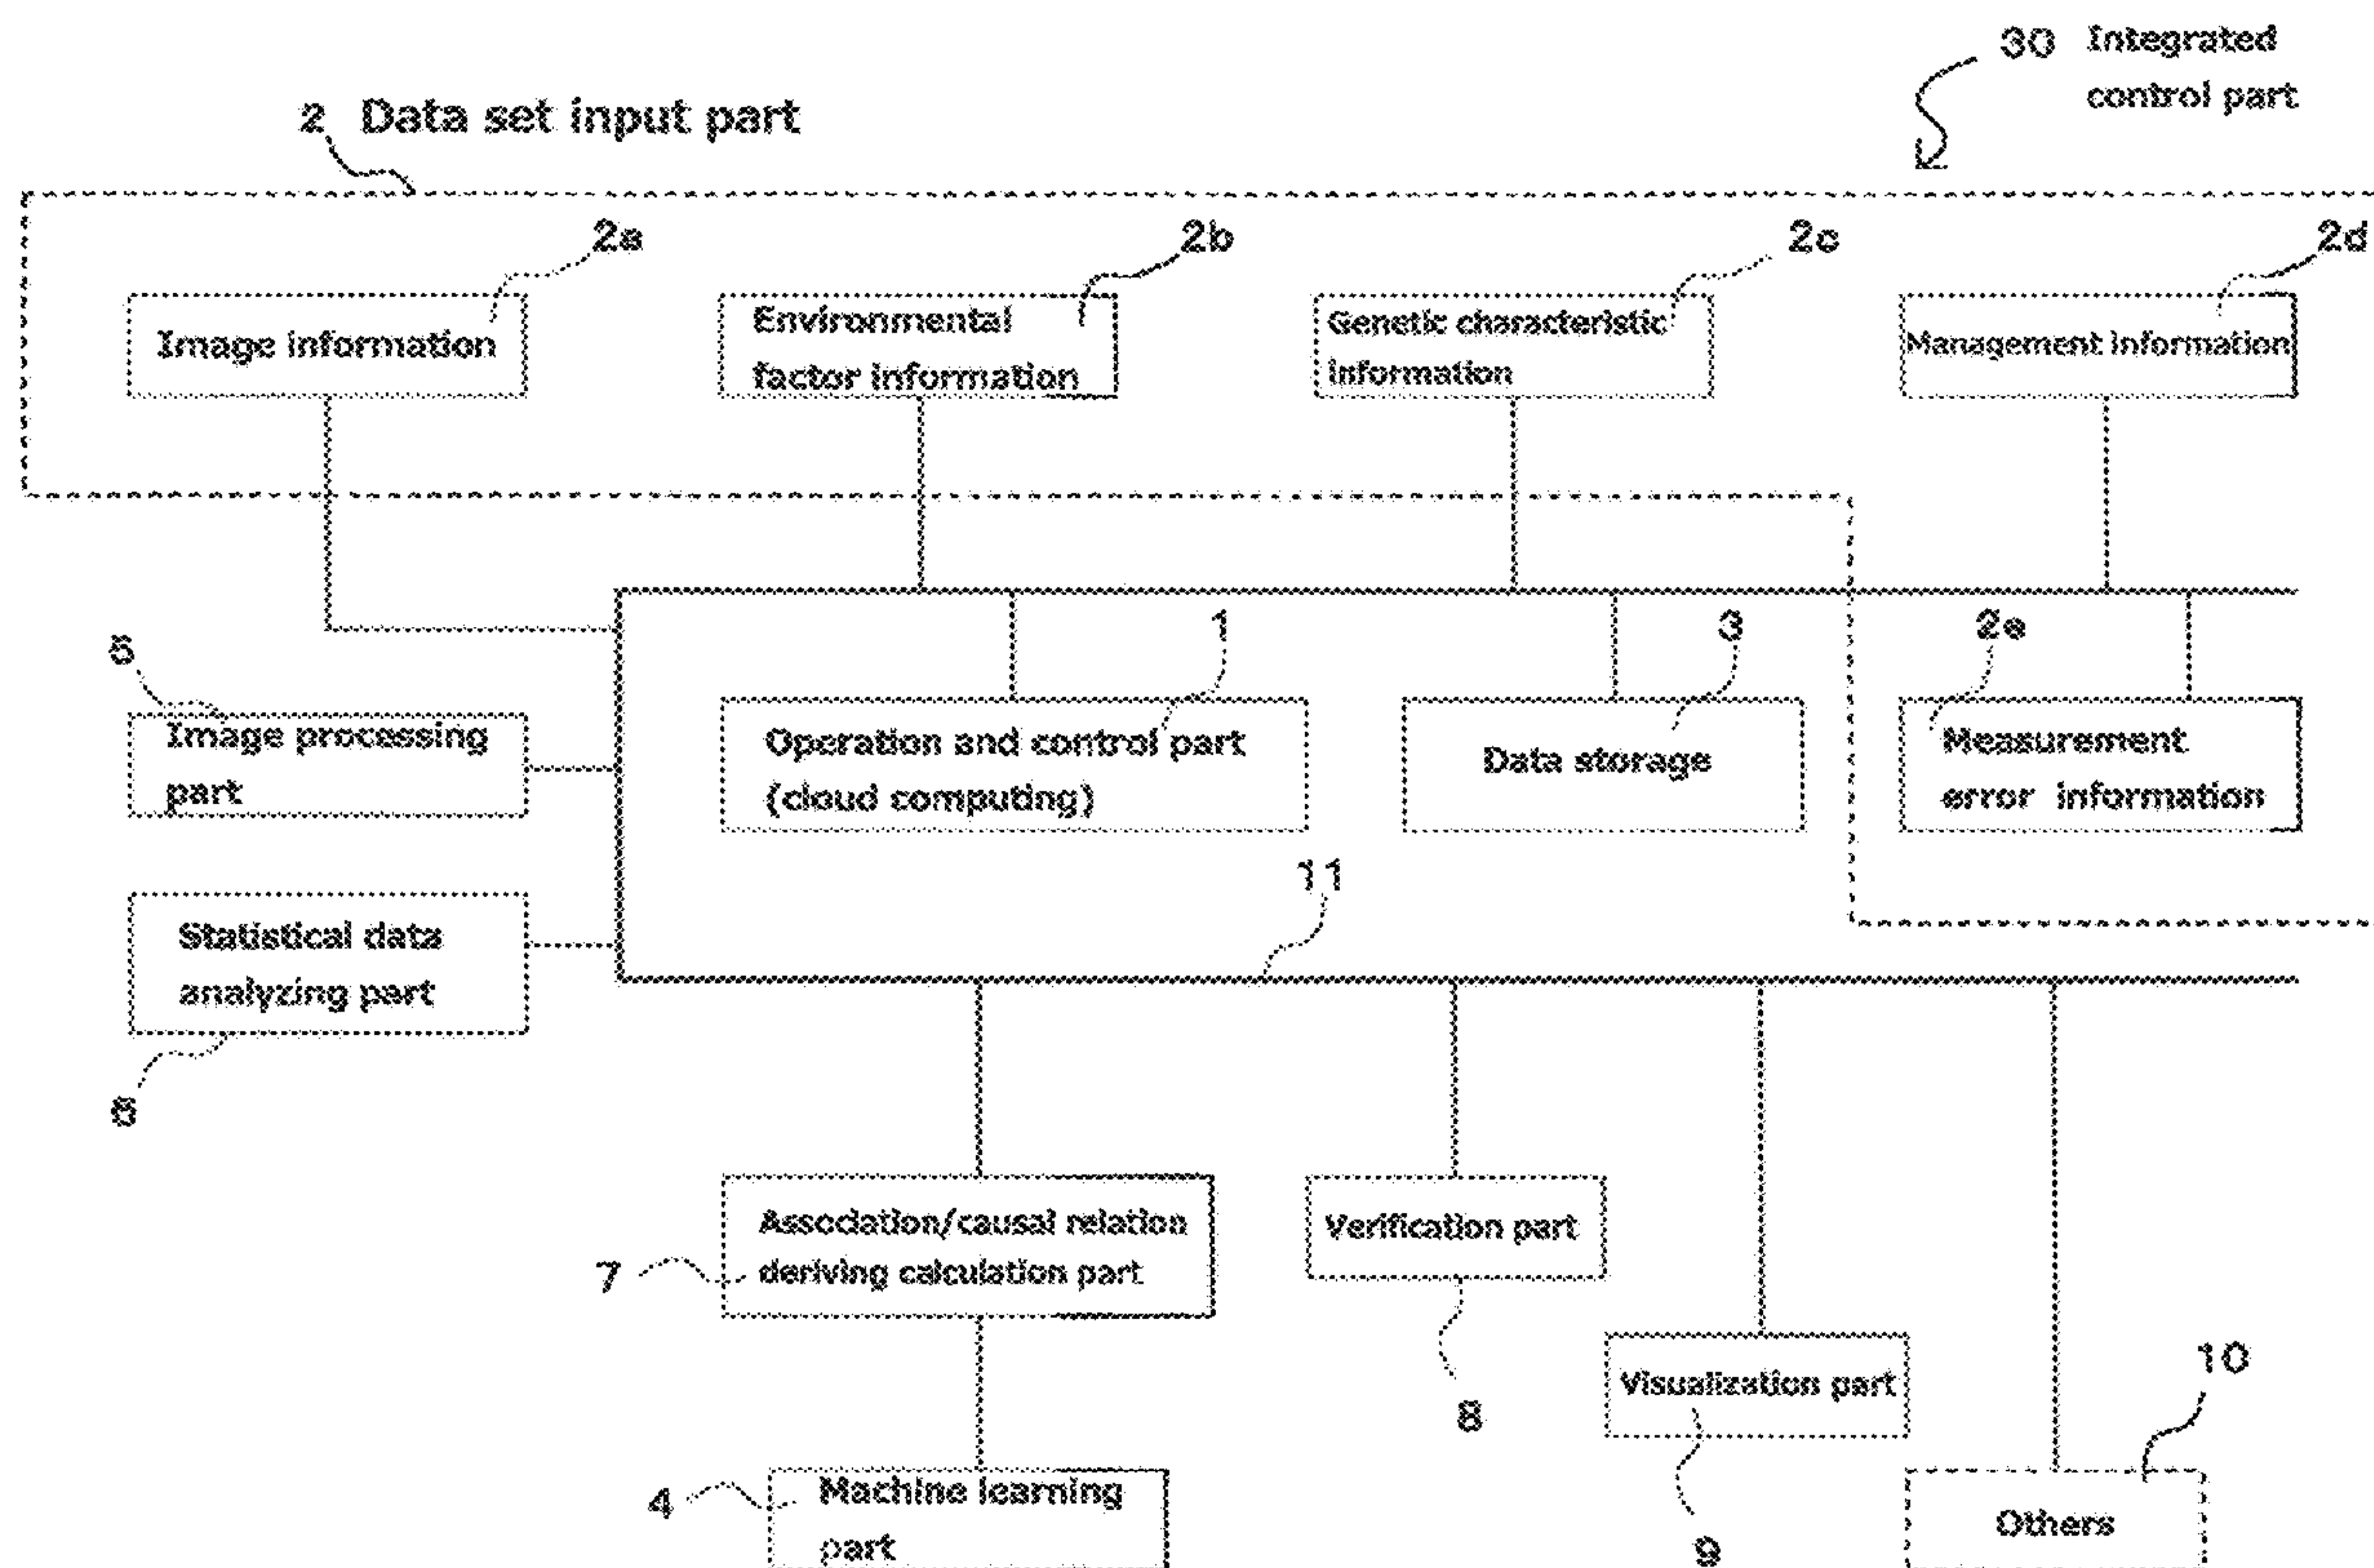 30 Integrated
control part
2 Data set input part
2a
2b
2c
2d
Image information
Environmental
factor information
Genetic characteristic
information
Management information
5
1
3
2e
Image processing
part
Operation and control part
(cloud computing)
Data storage
Measurement
error information
11
Statistical data
analyzing part
6
7
Association/causal relation
deriving calculation part
Verification part
8
Visualization part
9
10
4
Machine learning
part
Others